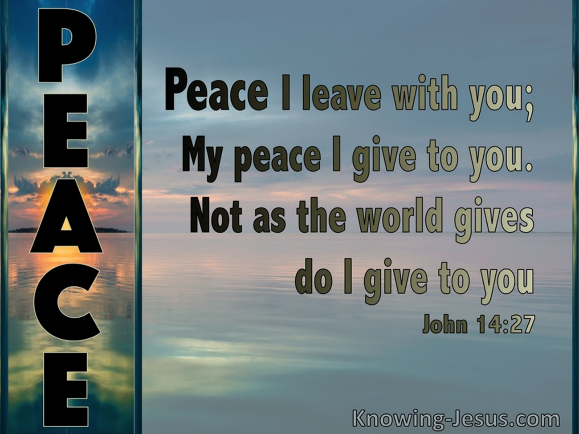 PEACE
Peace I leave with you;
My peace I give to you.
Not as the world gives
do I give to you
John 14:27
Knowing-Jesus.com